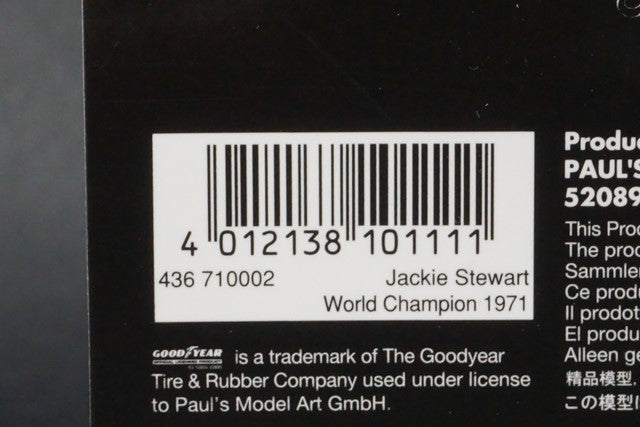 4 012138 101111
436 710002
Jackie Stewart
World Champion 1971
GOODYEAR is a trademark of The Goodyear
Tire & Rubber Company used under license
to Paul's Model Art GmbH.
Produ
PAUL'S
52089
This Prod
The prod
Sammler
Ce produ
Il prodot
El produ
Alleen ge
精品模型.
この模型は